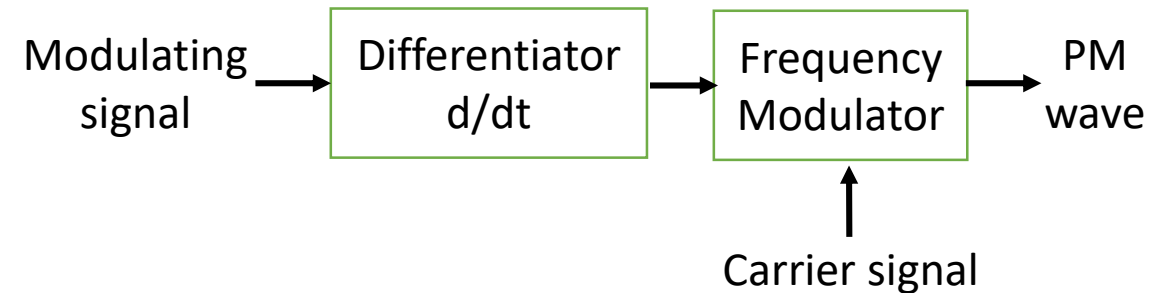 Modulating
signal
Differentiator
d/dt
Frequency
Modulator
PM
wave
Carrier signal